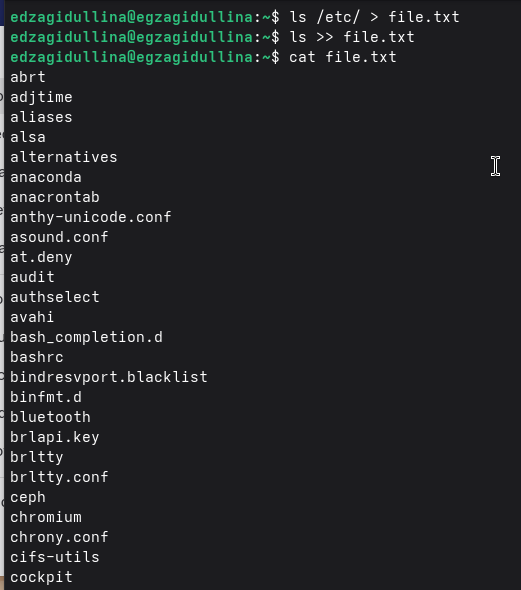 edzagidullina@egzagidullina:~$ ls /etc/ > file.txt
edzagidullina@egzagidullina:~$ ls >> file.txt
edzagidullina@egzagidullina:~$ cat file.txt
abrt
adjtime
aliases
alsa
alternatives
anaconda
anacrontab
anthy-unicode.conf
asound.conf
at.deny
audit
authselect
avahi
bash_completion.d
bashrc
bindresvport.blacklist
binfmt.d
bluetooth
brlapi.key
brltty
brltty.conf
ceph
chromium
chrony.conf
cifs-utils
cockpit